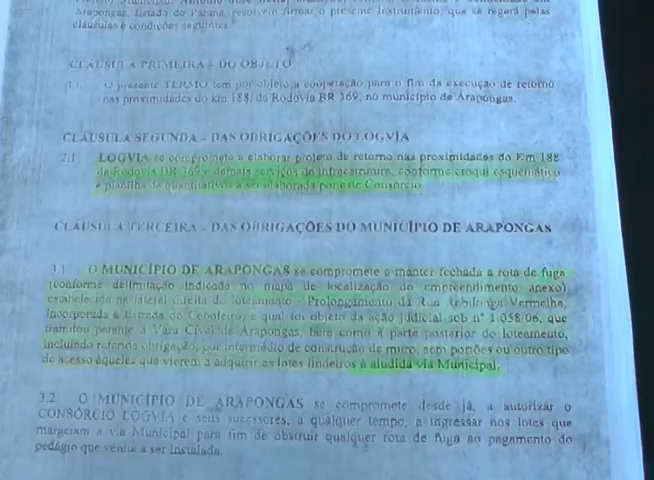 Arapongas, Estado do Paraná, resolvem firmar o presente Instrumento, que se regerá pelas
cláusulas e condições seguintes
CLÁUSULA PRIMEIRA - DO OBJETO
1.1. O presente TERMO tem por objeto a cooperação para o fim da execução de retorno
nas proximidades do km 188, da Rodovia BR 369, no município de Arapongas.
CLÁUSULA SEGUNDA - DAS OBRIGAÇÕES DO LOGVIA
2.1 LOGVIA se compromete a elaborar projeto de retorno nas proximidades do Km 188
da Rodovia BR 369 e demais serviços de infraestrutura, conforme croqui esquemático
e planilha de quantitativos a ser elaborada por e de Consórcio
CLÁUSULA TERCEIRA - DAS OBRIGAÇÕES DO MUNICÍPIO DE ARAPONGAS
3.1 O MUNICÍPIO DE ARAPONGAS se compromete a manter fechada a rota de fuga
(conforme delimitação indicada no mapa de localização do empreendimento anexo)
estabelecida na lateral direita do loteamento - Prolongamento da Rua Vermelha,
incorporada à Estrada do Ceboleiro, a qual foi objeto da ação judicial sob nº 1.058/06, que
tramitou perante a Vara Cível de Arapongas, bem como à parte posterior do loteamento,
incluindo referida obrigação, por intermédio de construção de muro, sem portões ou outro tipo
de acesso àqueles que vierem a adquirir os lotes lindeiros à aludida via Municipal.
3.2 O MUNICÍPIO DE ARAPONGAS se compromete desde já, a autorizar o
CONSÓRCIO LOGVIA e seus sucessores, a qualquer tempo, a ingressar nos lotes que
margeiam a via Municipal para fim de obstruir qualquer rota de fuga ao pagamento do
pedágio que venha a ser instalada.